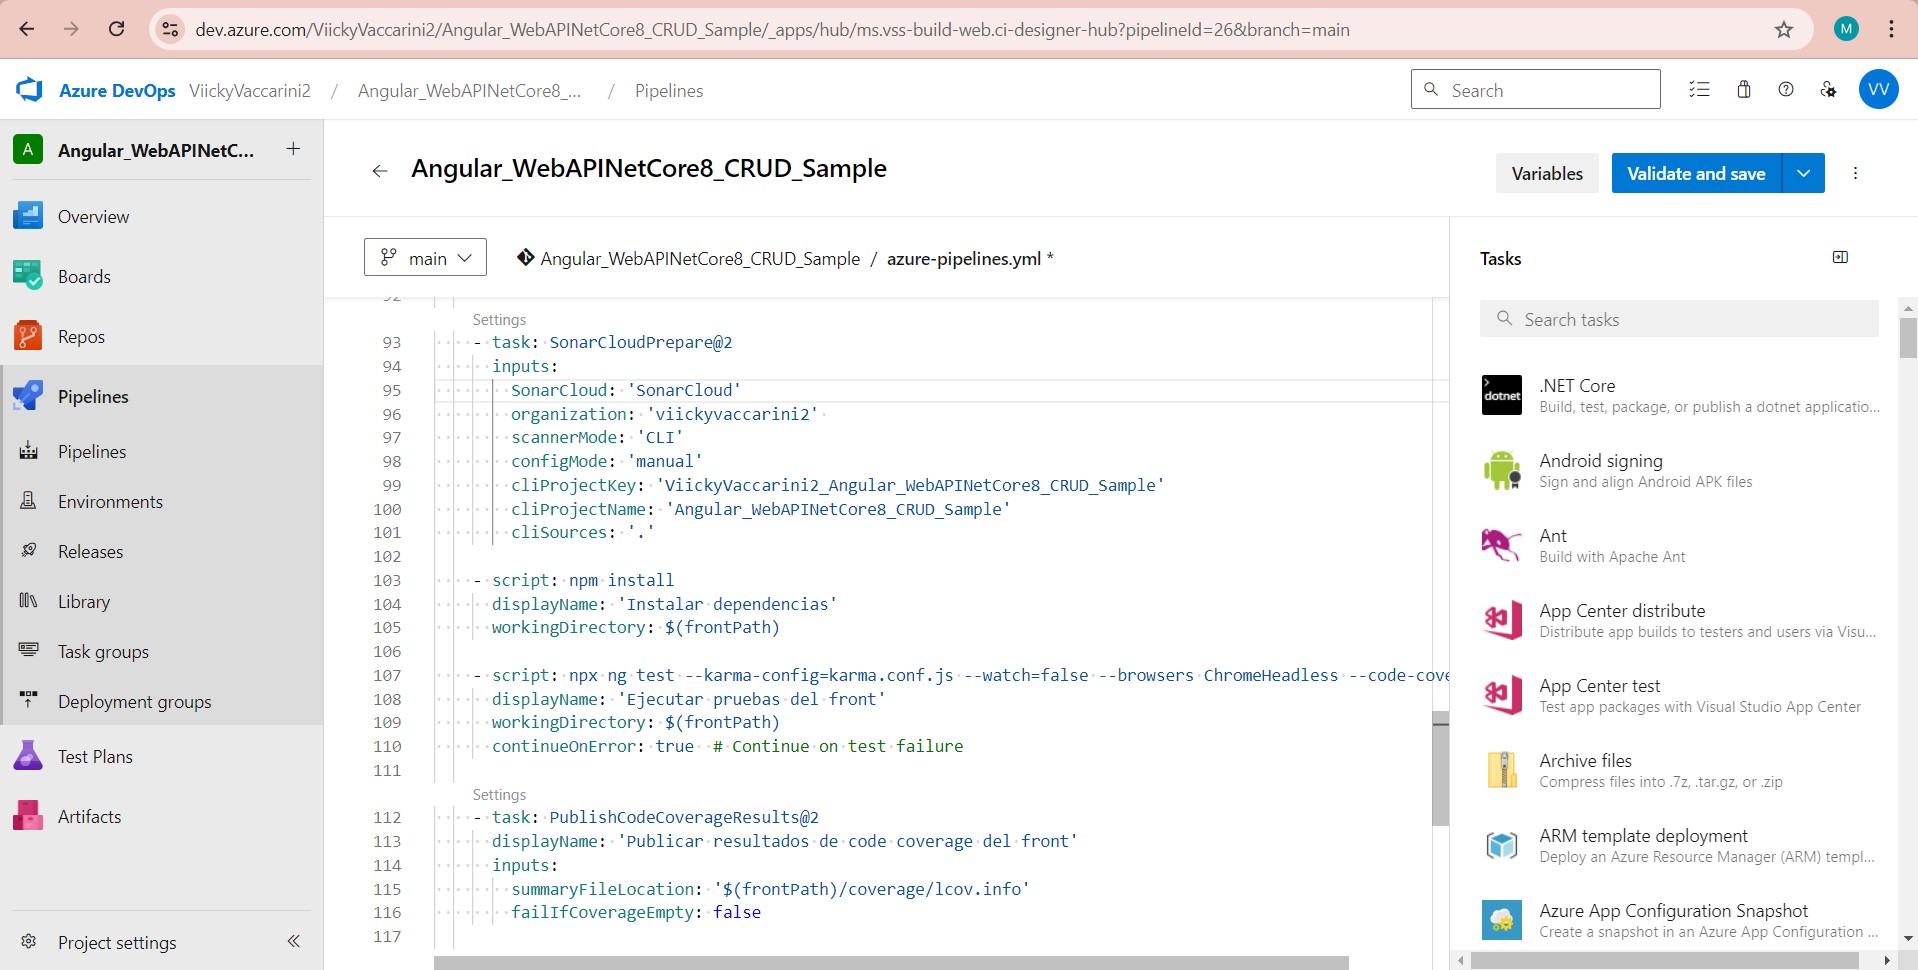 dev.azure.com/ViickyVaccarini2/Angular_WebAPINetCore8_CRUD_Sample/_apps/hub/ms.vss-build-web.ci-designer-hub?pipelineId=26&branch=main
M
Azure DevOps ViickyVaccarini2 / Angular_WebAPINetCore8_... / Pipelines
Search
VV
A Angular_WebAPINetC... +
Overview
Boards
Repos
Pipelines
Pipelines
Environments
Releases
Library
Task groups
Deployment groups
Test Plans
Artifacts
Project settings
Angular_WebAPINetCore8_CRUD_Sample
Variables
Validate and save
main
Angular_WebAPINetCore8_CRUD_Sample / azure-pipelines.yml *
92
Settings
93 - task: SonarCloudPrepare@2
94 inputs:
95 SonarCloud: 'SonarCloud'
96 organization: 'viickyvaccarini2'
97 scannerMode: 'CLI'
98 configMode: 'manual'
99 cliProjectKey: 'ViickyVaccarini2_Angular_WebAPINetCore8_CRUD_Sample'
100 cliProjectName: 'Angular_WebAPINetCore8_CRUD_Sample'
101 cliSources: '.'
102
103 - script: npm install
104 displayName: 'Instalar dependencias'
105 workingDirectory: $(frontPath)
106
107 - script: npx ng test --karma-config=karma.conf.js --watch=false --browsers ChromeHeadless --code-cove
108 displayName: 'Ejecutar pruebas del front'
109 workingDirectory: $(frontPath)
110 continueOnError: true # Continue on test failure
111
Settings
112 - task: PublishCodeCoverageResults@2
113 displayName: 'Publicar resultados de code coverage del front'
114 inputs:
115 summaryFileLocation: '$(frontPath)/coverage/lcov.info'
116 failIfCoverageEmpty: false
117
Tasks
Search tasks
dotnet
.NET Core
Build, test, package, or publish a dotnet applicatio...
Android signing
Sign and align Android APK files
Ant
Build with Apache Ant
App Center distribute
Distribute app builds to testers and users via Visu...
App Center test
Test app packages with Visual Studio App Center
Archive files
Compress files into .7z, .tar.gz, or .zip
ARM template deployment
Deploy an Azure Resource Manager (ARM) templ...
Azure App Configuration Snapshot
Create a snapshot in an Azure App Configuration ...